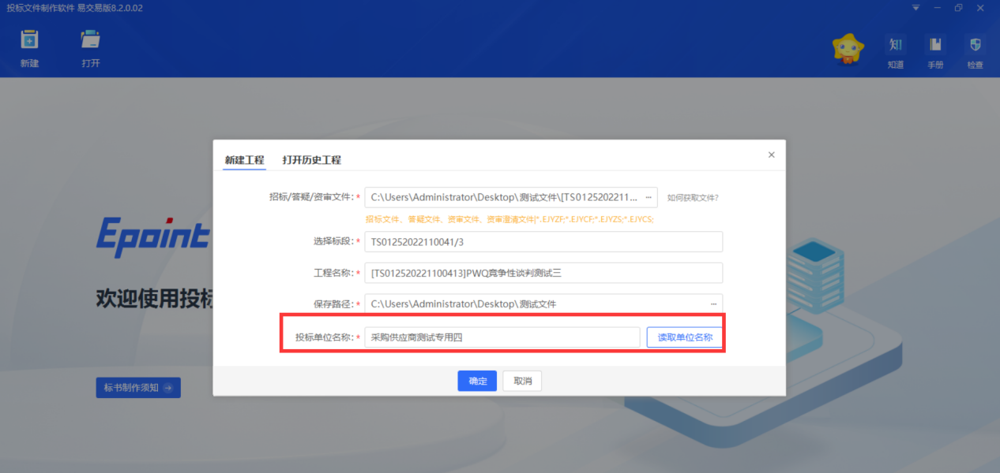 投标文件制作软件 易交易版8.2.0.02
新建
打开
知道
手册
检查
新建工程 打开历史工程
招标/答疑/资审文件: * C:\Users\Administrator\Desktop\测试文件\[TS0125202211... ... 如何获取文件?
招标文件、答疑文件、资审文件、资审澄清文件|*.EJYZF;*.EJYCF;*.EJYZS;*.EJYCS;
选择标段: * TS01252022110041/3
工程名称: * [TS012520221100413]PWQ竞争性谈判测试三
保存路径: * C:\Users\Administrator\Desktop\测试文件 ...
投标单位名称: * 采购供应商测试专用四 读取单位名称
确定 取消
Epoint
欢迎使用投标
标书制作须知